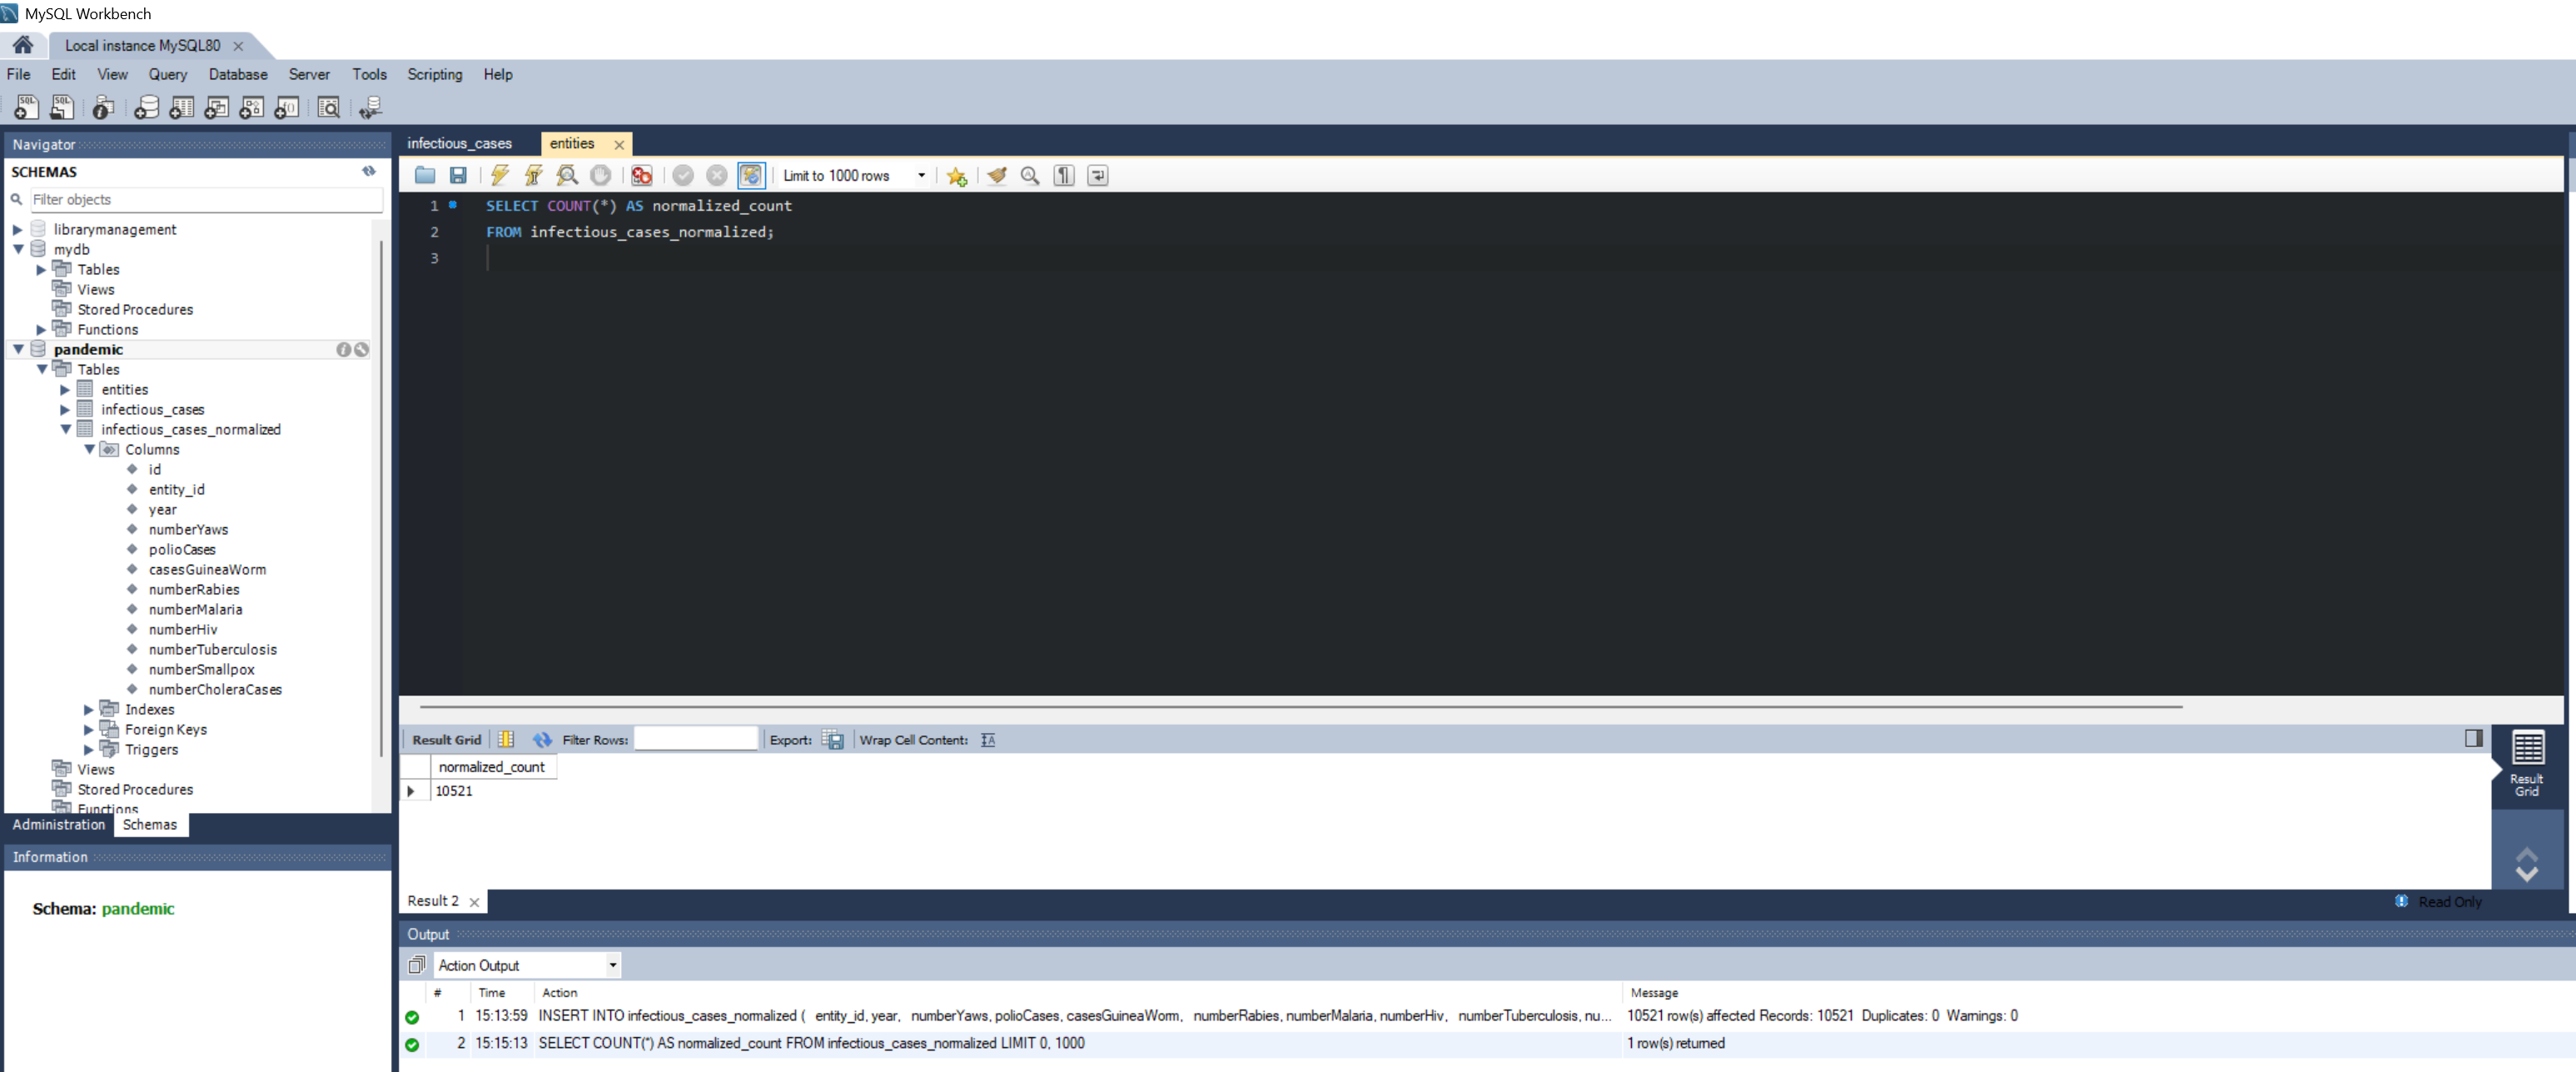 MySQL Workbench
Local instance MySQL80
File Edit View Query Database Server Tools Scripting Help
Navigator
SCHEMAS
Filter objects
librarymanagement
mydb
Tables
Views
Stored Procedures
Functions
pandemic
Tables
entities
infectious_cases
infectious_cases_normalized
Columns
id
entity_id
year
numberYaws
polioCases
casesGuineaWorm
numberRabies
numberMalaria
numberHiv
numberTuberculosis
numberSmallpox
numberCholeraCases
Indexes
Foreign Keys
Triggers
Views
Stored Procedures
Functions
Administration Schemas
Information
Schema: pandemic
infectious_cases entities
Limit to 1000 rows
1 SELECT COUNT(*) AS normalized_count
2 FROM infectious_cases_normalized;
3
Result Grid Filter Rows: Export: Wrap Cell Content:
normalized_count
10521
Result Grid
Result 2
Read Only
Output
Action Output
# Time Action Message
1 15:13:59 INSERT INTO infectious_cases_normalized ( entity_id, year, numberYaws, polioCases, casesGuineaWorm, numberRabies, numberMalaria, numberHiv, numberTuberculosis, nu... 10521 row(s) affected Records: 10521 Duplicates: 0 Warnings: 0
2 15:15:13 SELECT COUNT(*) AS normalized_count FROM infectious_cases_normalized LIMIT 0, 1000 1 row(s) returned